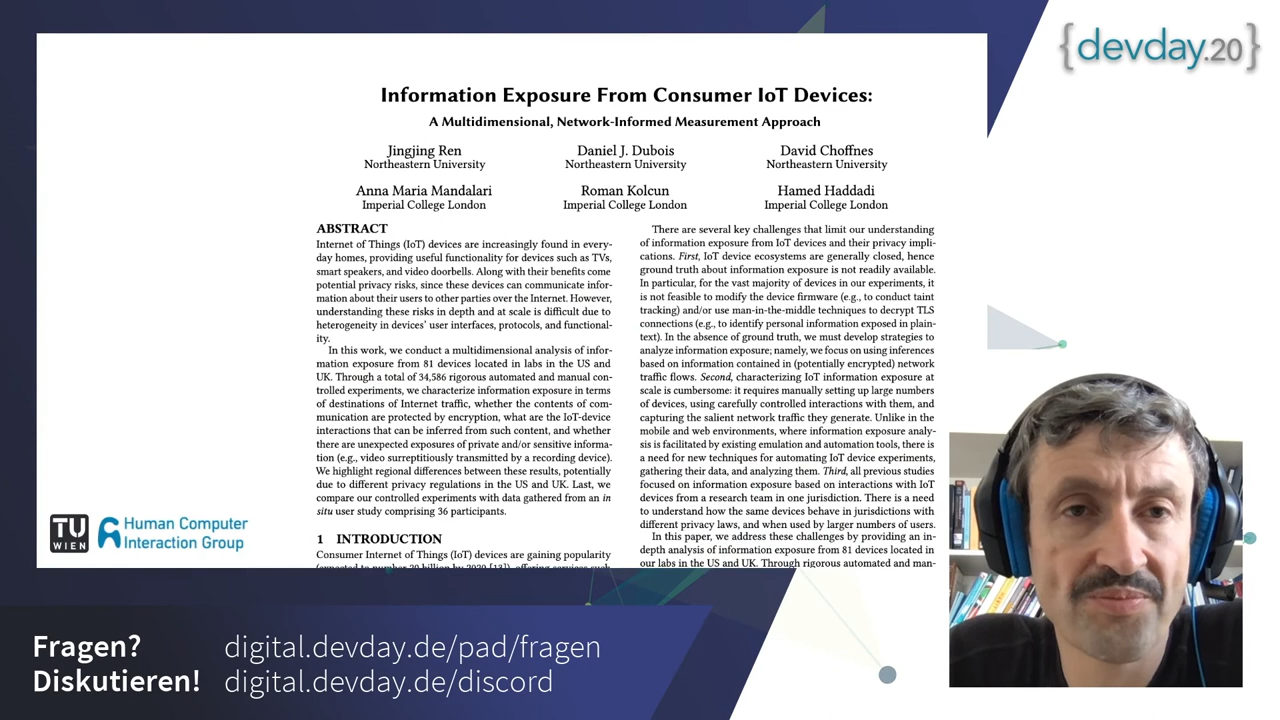 {devday.20}
Information Exposure From Consumer IoT Devices:
A Multidimensional, Network-Informed Measurement Approach
Jingjing Ren
Northeastern University
Daniel J. Dubois
Northeastern University
David Choffnes
Northeastern University
Anna Maria Mandalari
Imperial College London
Roman Kolcun
Imperial College London
Hamed Haddadi
Imperial College London
ABSTRACT
Internet of Things (IoT) devices are increasingly found in every-
day homes, providing useful functionality for devices such as TVs,
smart speakers, and video doorbells. Along with their benefits come
potential privacy risks, since these devices can communicate infor-
mation about their users to other parties over the Internet. However,
understanding these risks in depth and at scale is difficult due to
heterogeneity in devices' user interfaces, protocols, and functional-
ity.
In this work, we conduct a multidimensional analysis of infor-
mation exposure from 81 devices located in labs in the US and
UK. Through a total of 34,586 rigorous automated and manual con-
trolled experiments, we characterize information exposure in terms
of destinations of Internet traffic, whether the contents of com-
munication are protected by encryption, what are the IoT-device
interactions that can be inferred from such content, and whether
there are unexpected exposures of private and/or sensitive informa-
tion (e.g., video surreptitiously transmitted by a recording device).
We highlight regional differences between these results, potentially
due to different privacy regulations in the US and UK. Last, we
compare our controlled experiments with data gathered from an in
situ user study comprising 36 participants.
1 INTRODUCTION
Consumer Internet of Things (IoT) devices are gaining popularity
(expected to number 20 billion by 2020 [13]), offering services such
There are several key challenges that limit our understanding
of information exposure from IoT devices and their privacy impli-
cations. First, IoT device ecosystems are generally closed, hence
ground truth about information exposure is not readily available.
In particular, for the vast majority of devices in our experiments, it
is not feasible to modify the device firmware (e.g., to conduct taint
tracking) and/or use man-in-the-middle techniques to decrypt TLS
connections (e.g., to identify personal information exposed in plain-
text). In the absence of ground truth, we must develop strategies to
analyze information exposure; namely, we focus on using inferences
based on information contained in (potentially encrypted) network
traffic flows. Second, characterizing IoT information exposure at
scale is cumbersome: it requires manually setting up large numbers
of devices, using carefully controlled interactions with them, and
capturing the salient network traffic they generate. Unlike in the
mobile and web environments, where information exposure analy-
sis is facilitated by existing emulation and automation tools, there is
a need for new techniques for automating IoT device experiments,
gathering their data, and analyzing them. Third, all previous studies
focused on information exposure based on interactions with IoT
devices from a research team in one jurisdiction. There is a need
to understand how the same devices behave in jurisdictions with
different privacy laws, and when used by larger numbers of users.
In this paper, we address these challenges by providing an in-
depth analysis of information exposure from 81 devices located in
our labs in the US and UK. Through rigorous automated and man-
TU
WIEN
Human Computer
Interaction Group
Fragen? digital.devday.de/pad/fragen
Diskutieren! digital.devday.de/discord